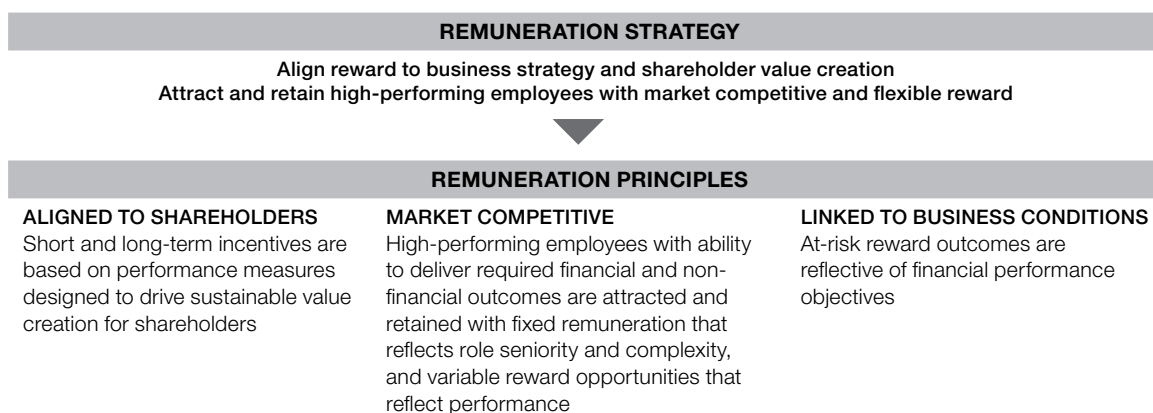 REMUNERATION STRATEGY
Align reward to business strategy and shareholder value creation
Attract and retain high-performing employees with market competitive and flexible reward
REMUNERATION PRINCIPLES
ALIGNED TO SHAREHOLDERS
Short and long-term incentives are
based on performance measures
designed to drive sustainable value
creation for shareholders
MARKET COMPETITIVE
High-performing employees with ability
to deliver required financial and non-
financial outcomes are attracted and
retained with fixed remuneration that
reflects role seniority and complexity,
and variable reward opportunities that
reflect performance
LINKED TO BUSINESS CONDITIONS
At-risk reward outcomes are
reflective of financial performance
objectives